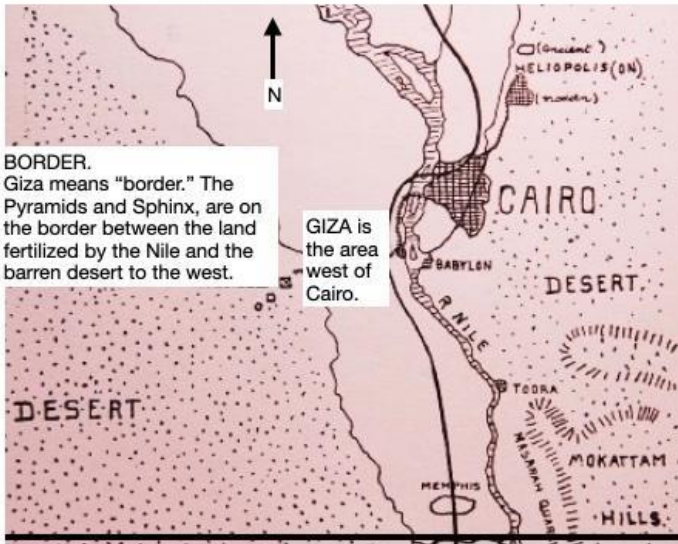 (ancient)
HELIOPOLIS(ON)
(modern)
N
BORDER.
Giza means “border.” The
Pyramids and Sphinx, are on
the border between the land
fertilized by the Nile and the
barren desert to the west.
CAIRO
GIZA is
the area
west of
Cairo.
BABYLON
DESERT
R NILE
TOORA
DESERT
MASARAH QUAR
MOKATTAM
MEMPHIS
HILLS